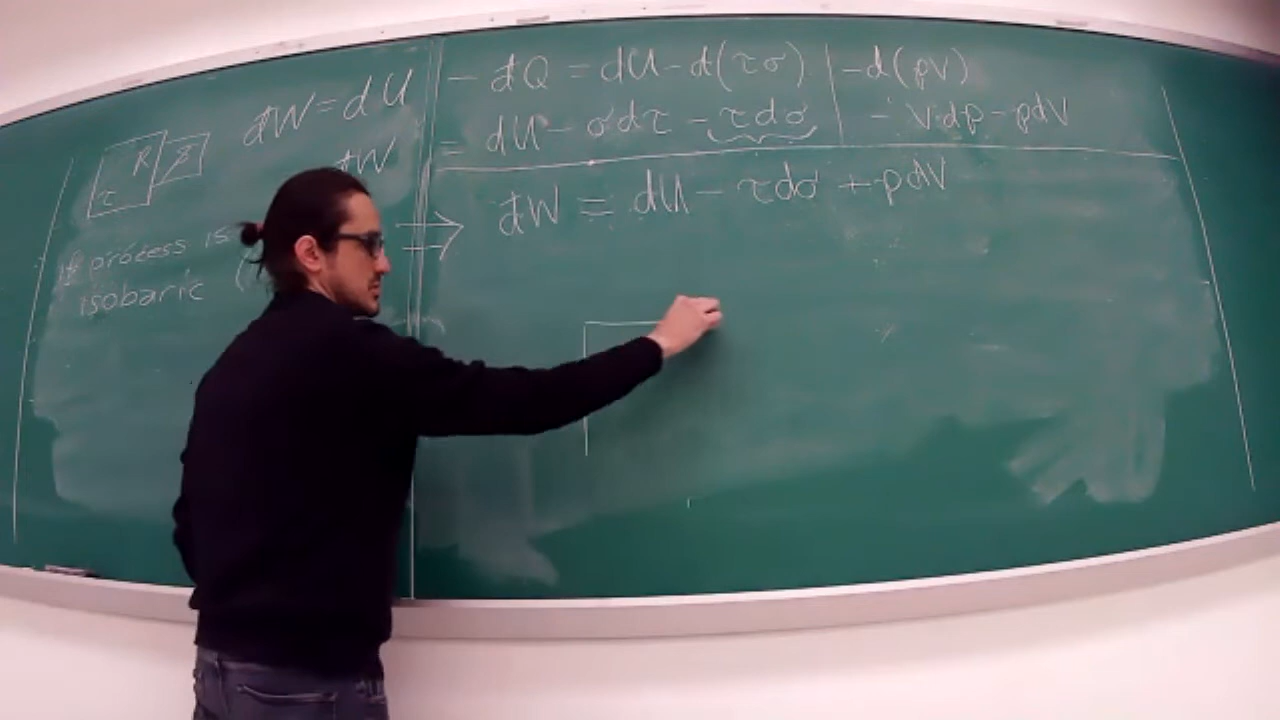 R Z
τ
đW = dU - đQ = dU - d(τσ) | - d(pV)
đW = dU - σdτ - τdσ | - Vdp - pdV
If process is
isobaric (
⇒ đW = dU - τdσ + pdV